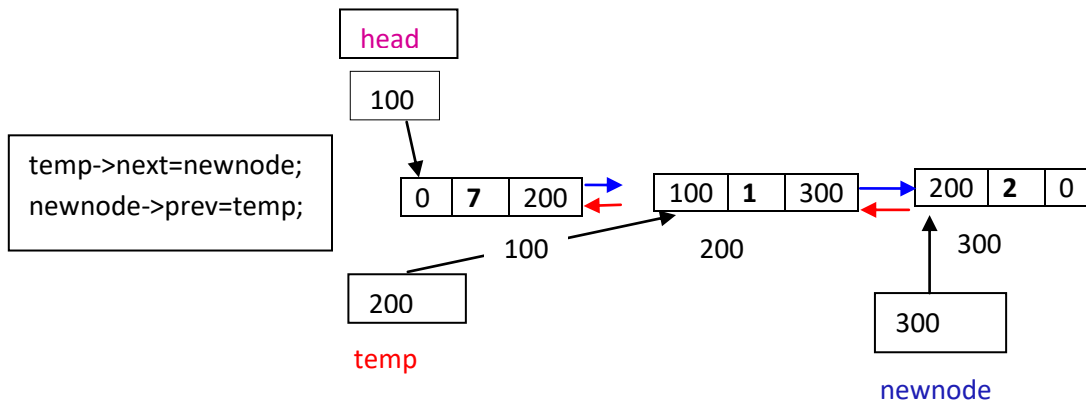 head
100
temp->next=newnode;
newnode->prev=temp;
0 7 200
100 1 300
200 2 0
100
200
300
200
300
temp
newnode